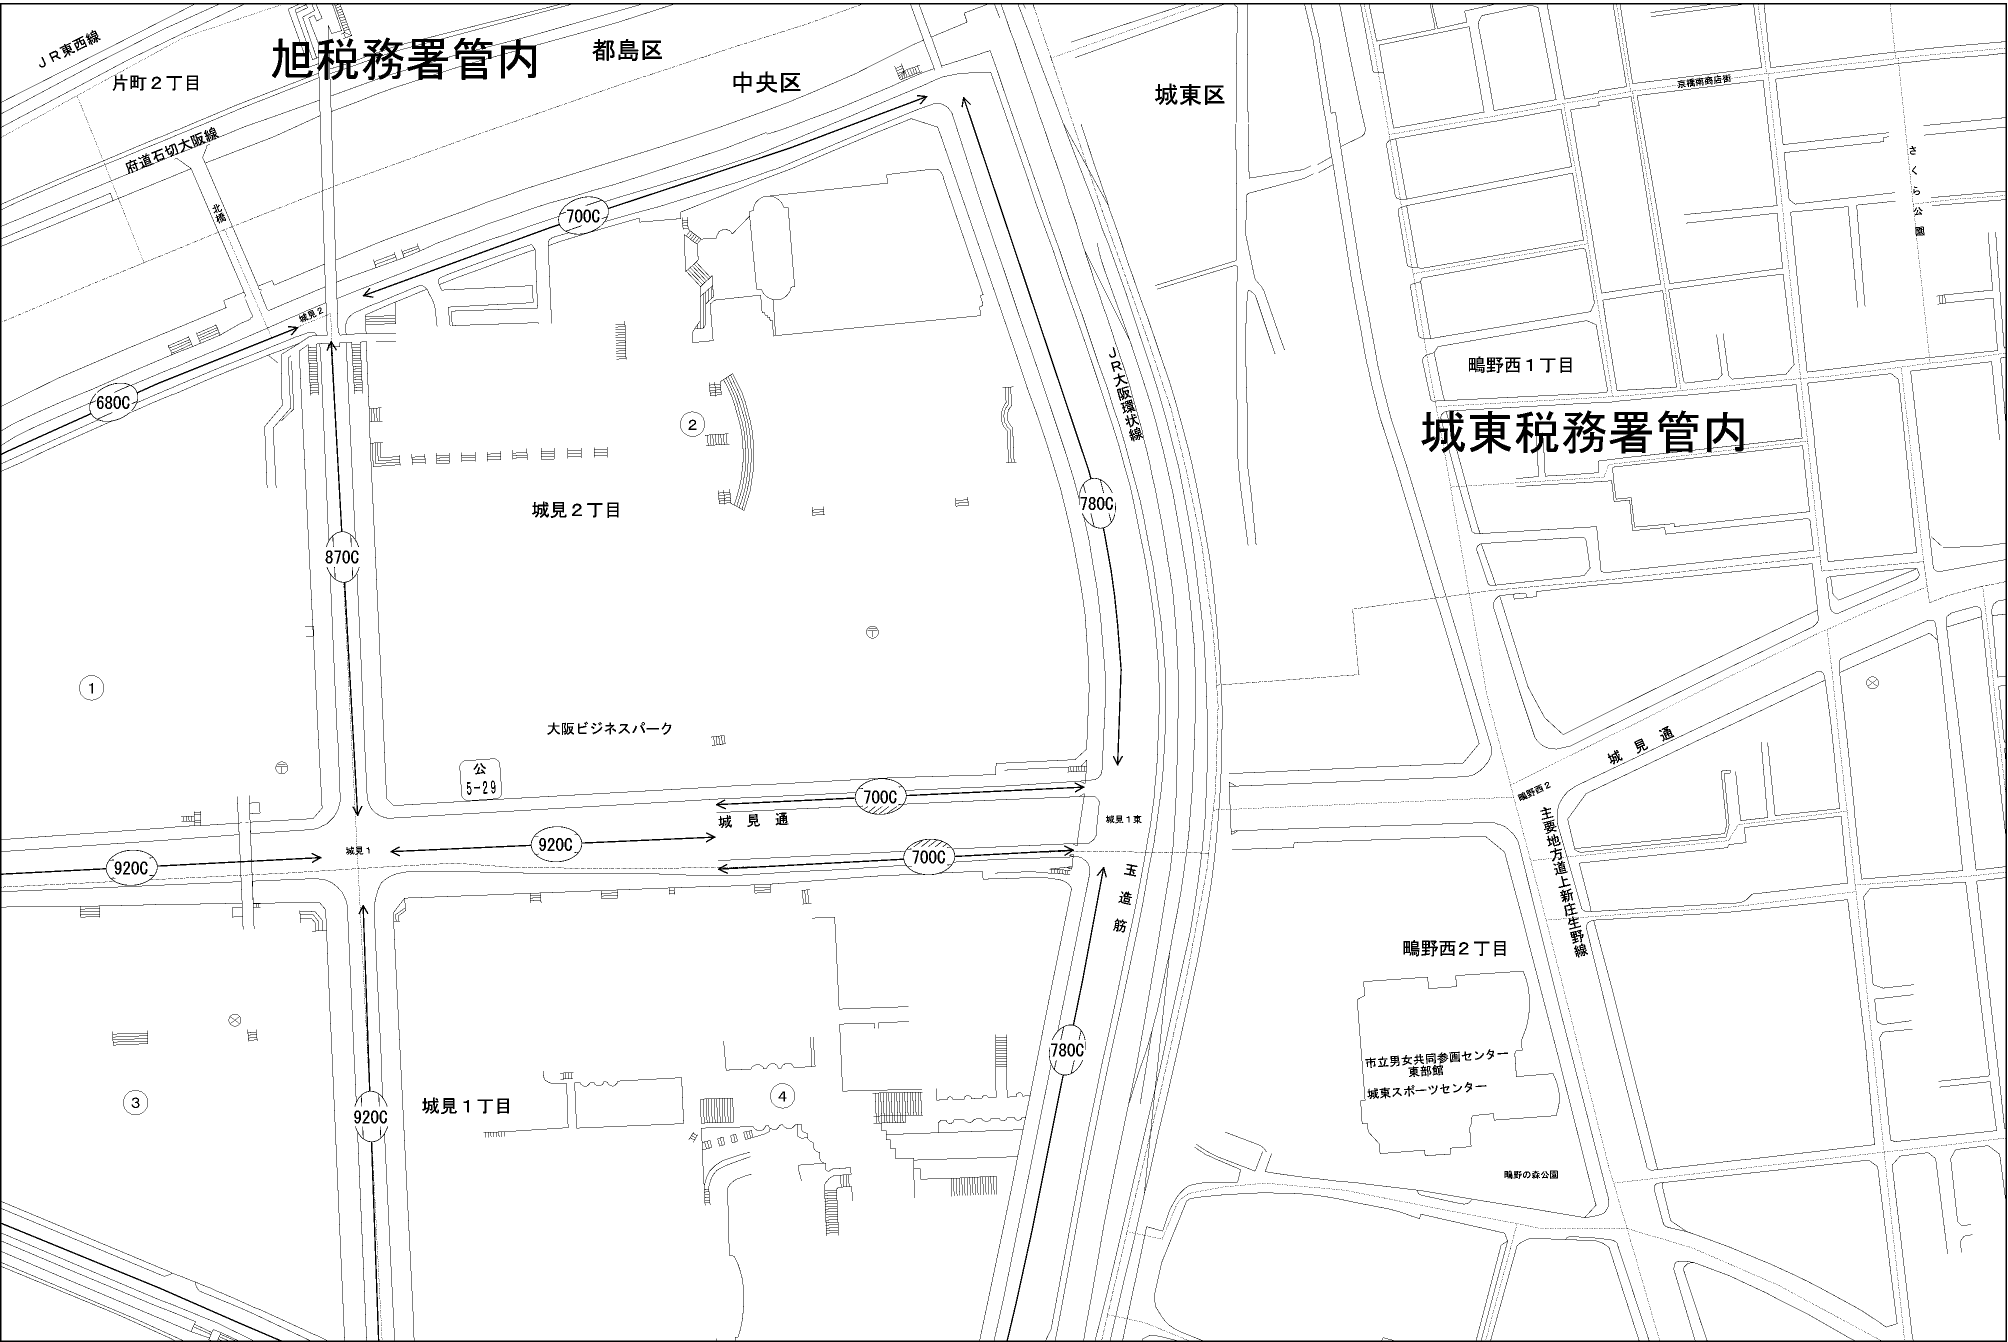 ＪＲ東西線
旭税務署管内
都島区
片町２丁目
中央区
城東区
京橋南商店街
府道石切大阪線
さくら公園
北橋
700C
城見２
680C
ＪＲ大阪環状線
鴫野西１丁目
②
城東税務署管内
城見２丁目
780C
870C
〒
①
大阪ビジネスパーク
〒
公
5-29
城見通
鴫野西２
700C
城見通
城見１東
主要地方道上新庄生野線
920C
城見１
920C
700C
玉造筋
鴫野西２丁目
780C
市立男女共同参画センター
東部館
城東スポーツセンター
③
④
城見１丁目
920C
鴫野の森公園